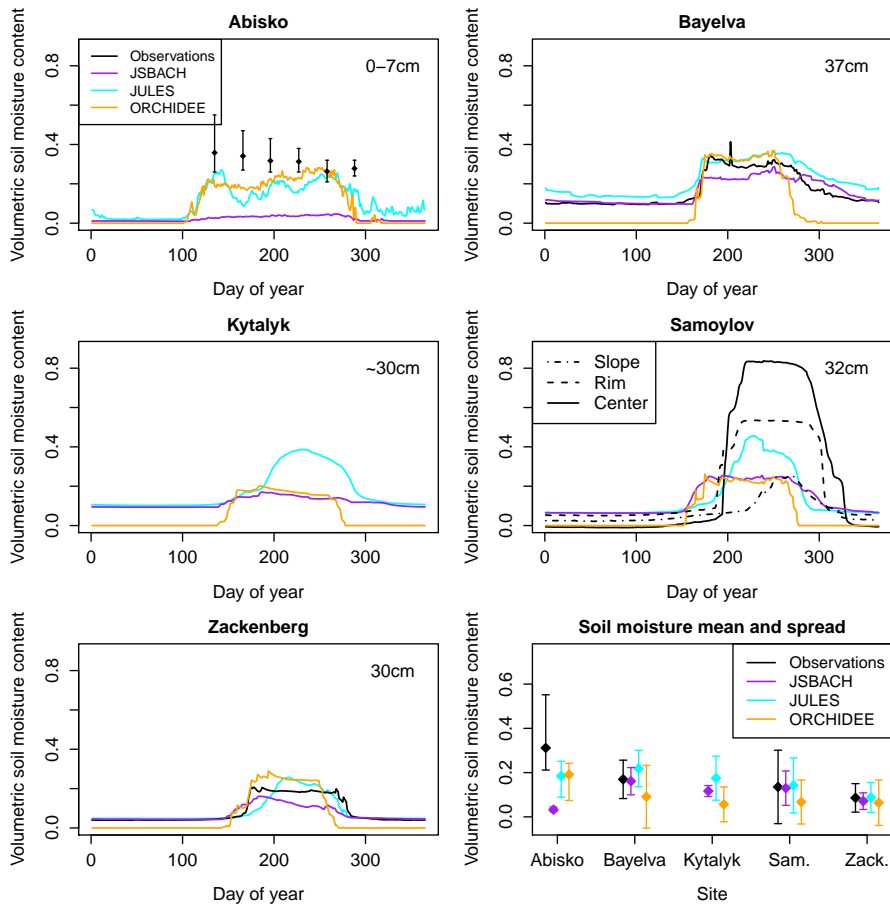 Abisko
Volumetric soil moisture content
0.0 0.4 0.8
Observations
JSBACH
JULES
ORCHIDEE
0−7cm
0 100 200 300
Day of year
Bayelva
Volumetric soil moisture content
0.0 0.4 0.8
37cm
0 100 200 300
Day of year
Kytalyk
Volumetric soil moisture content
0.0 0.4 0.8
~30cm
0 100 200 300
Day of year
Samoylov
Volumetric soil moisture content
0.0 0.4 0.8
Slope
Rim
Center
32cm
0 100 200 300
Day of year
Zackenberg
Volumetric soil moisture content
0.0 0.4 0.8
30cm
0 100 200 300
Day of year
Soil moisture mean and spread
Volumetric soil moisture content
0.0 0.2 0.4 0.6
Observations
JSBACH
JULES
ORCHIDEE
Abisko Bayelva Kytalyk Sam. Zack.
Site